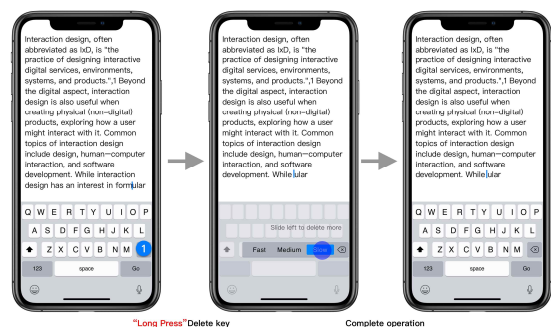 Interaction design, often
abbreviated as IxD, is "the
practice of designing interactive
digital services, environments,
systems, and products.",1 Beyond
the digital aspect, interaction
design is also useful when
creating physical (non-digital)
products, exploring how a user
might interact with it. Common
topics of interaction design
include design, human-computer
interaction, and software
development. While interaction
design has an interest in formular
Q W E R T Y U I O P
A S D F G H J K L
Z X C V B N M 1
123 space Go
Interaction design, often
abbreviated as IxD, is "the
practice of designing interactive
digital services, environments,
systems, and products.",1 Beyond
the digital aspect, interaction
design is also useful when
creating physical (non-digital)
products, exploring how a user
might interact with it. Common
topics of interaction design
include design, human-computer
interaction, and software
development. While ular
Slide left to delete more
Fast Medium Slow
Interaction design, often
abbreviated as IxD, is "the
practice of designing interactive
digital services, environments,
systems, and products.",1 Beyond
the digital aspect, interaction
design is also useful when
creating physical (non-digital)
products, exploring how a user
might interact with it. Common
topics of interaction design
include design, human-computer
interaction, and software
development. While ular
Q W E R T Y U I O P
A S D F G H J K L
Z X C V B N M
123 space Go
"Long Press" Delete key
Complete operation